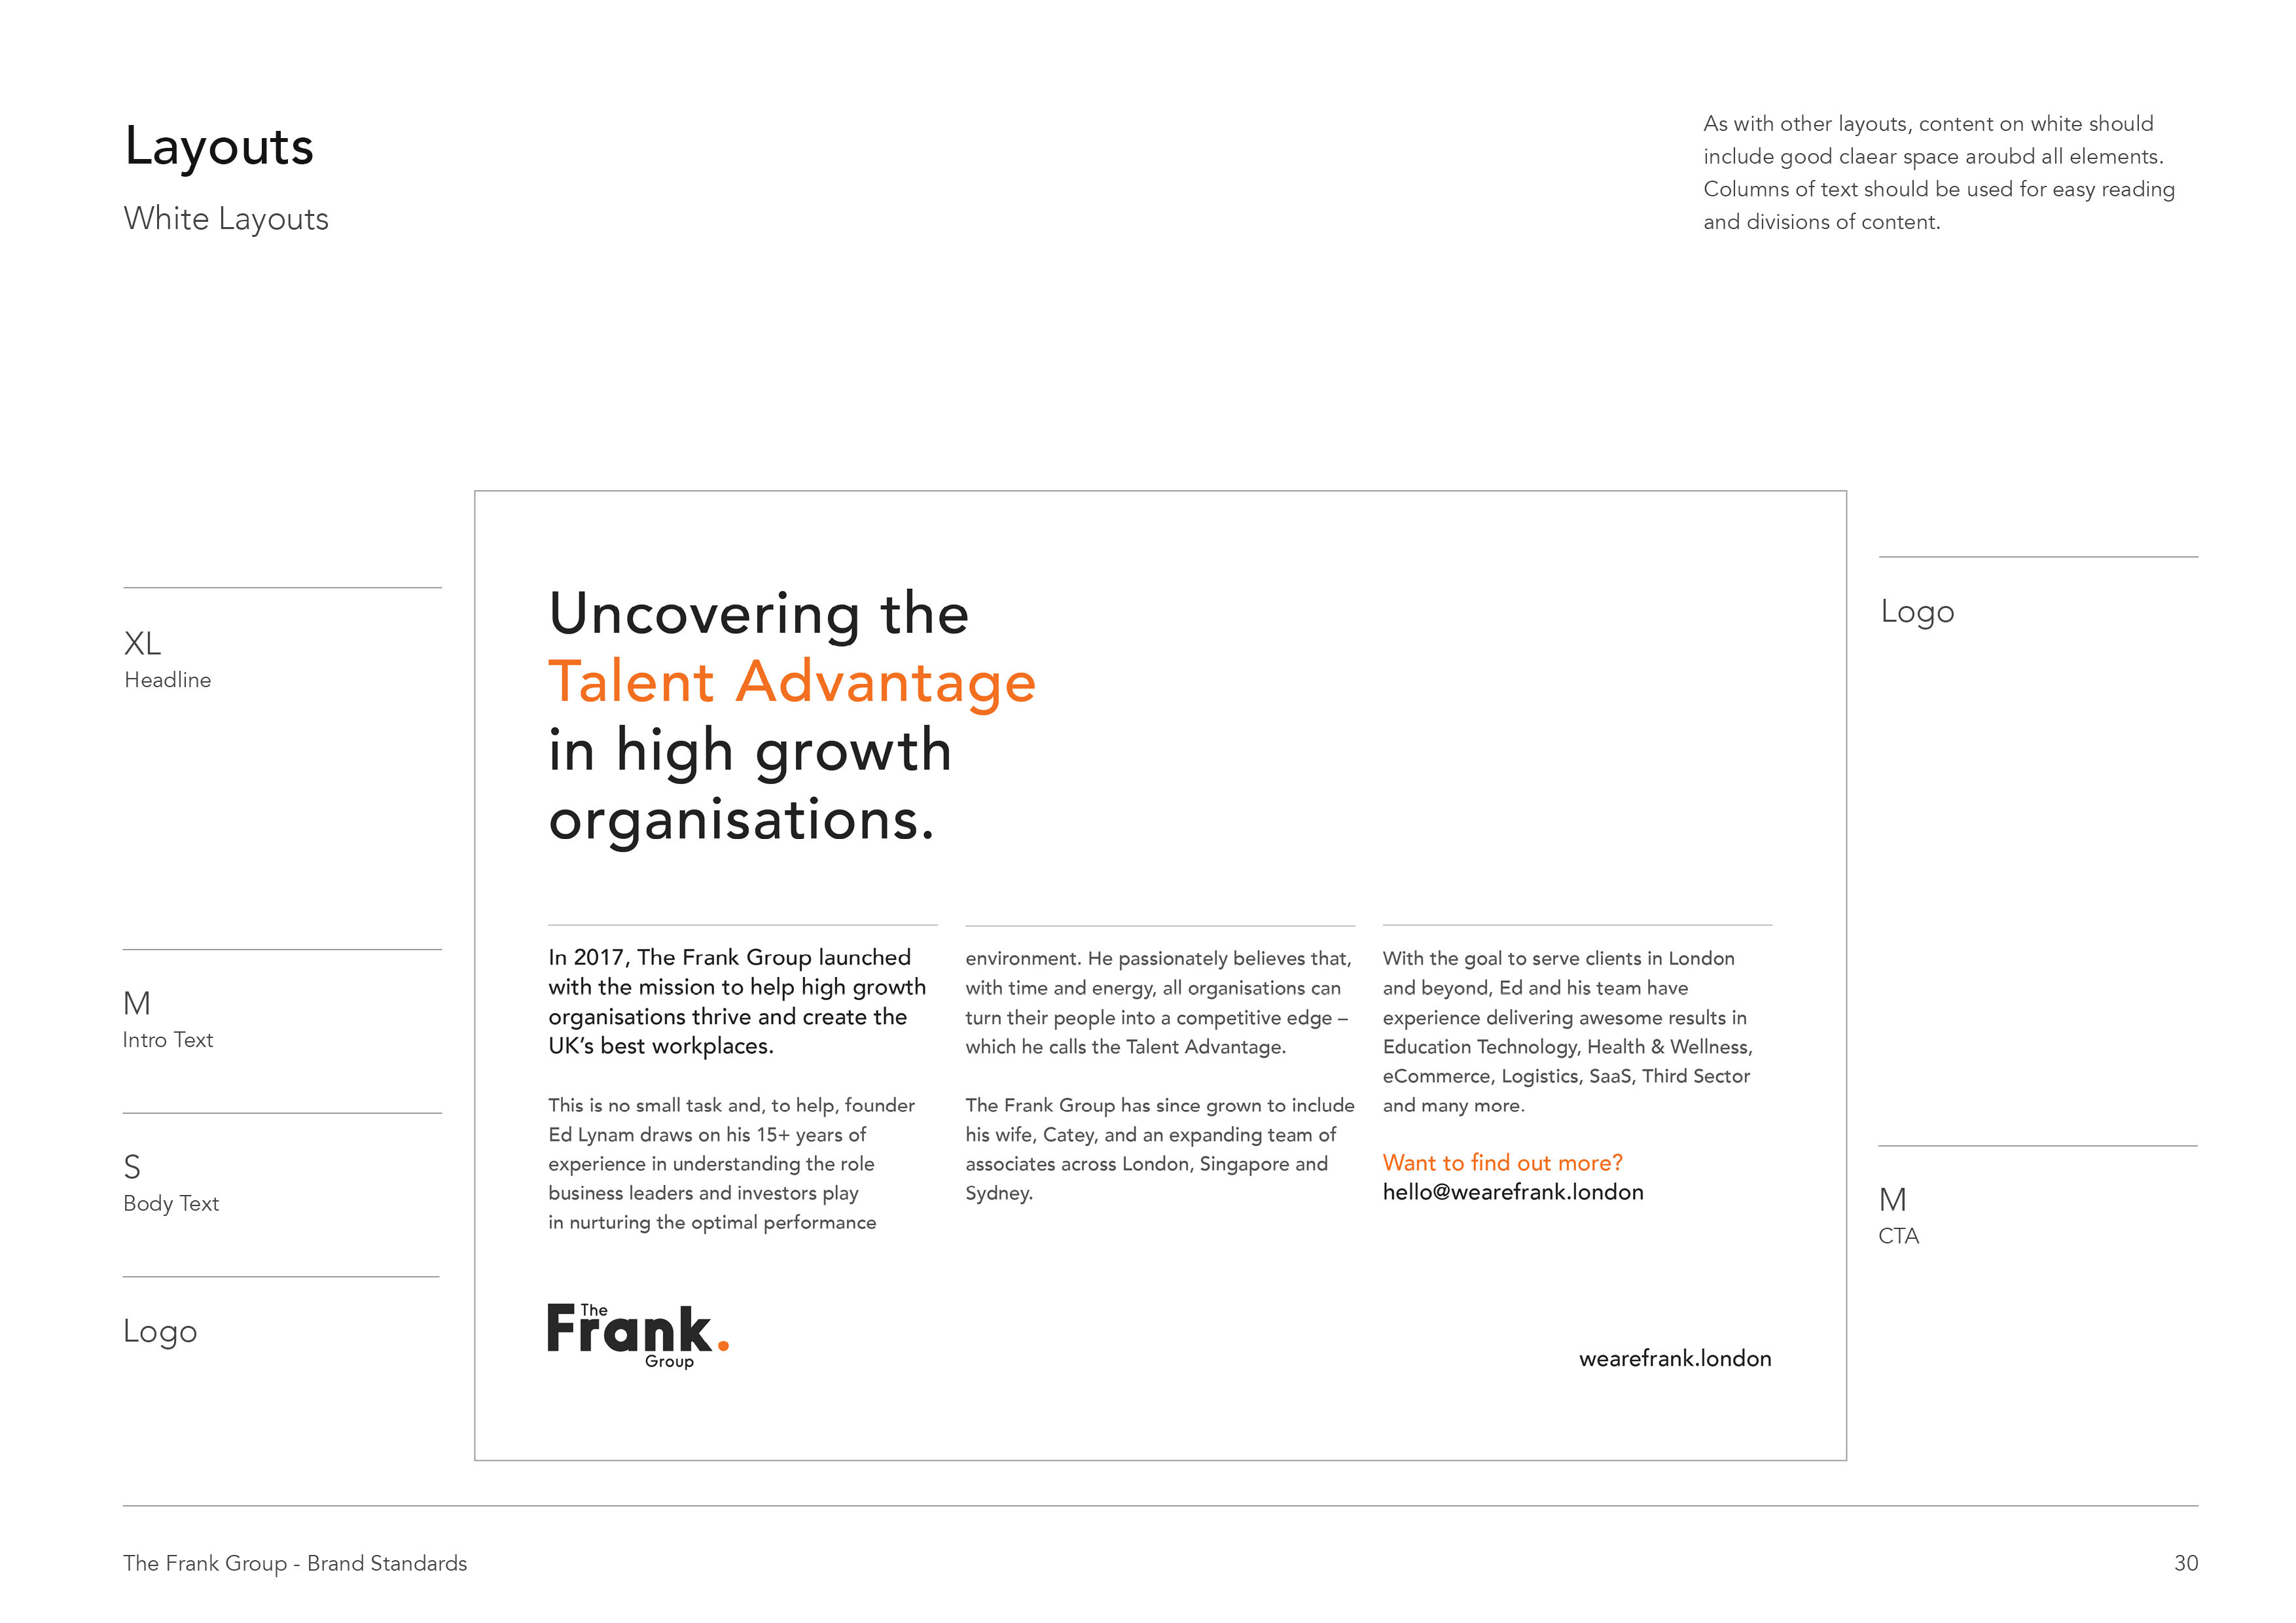 Layouts
White Layouts
As with other layouts, content on white should
include good claear space aroubd all elements.
Columns of text should be used for easy reading
and divisions of content.
XL
Headline
M
Intro Text
S
Body Text
Logo
Uncovering the
Talent Advantage
in high growth
organisations.
In 2017, The Frank Group launched
with the mission to help high growth
organisations thrive and create the
UK’s best workplaces.
This is no small task and, to help, founder
Ed Lynam draws on his 15+ years of
experience in understanding the role
business leaders and investors play
in nurturing the optimal performance
environment. He passionately believes that,
with time and energy, all organisations can
turn their people into a competitive edge –
which he calls the Talent Advantage.
The Frank Group has since grown to include
his wife, Catey, and an expanding team of
associates across London, Singapore and
Sydney.
With the goal to serve clients in London
and beyond, Ed and his team have
experience delivering awesome results in
Education Technology, Health & Wellness,
eCommerce, Logistics, SaaS, Third Sector
and many more.
Want to find out more?
hello@wearefrank.london
The
Frank.
Group
wearefrank.london
Logo
M
CTA
The Frank Group - Brand Standards
30